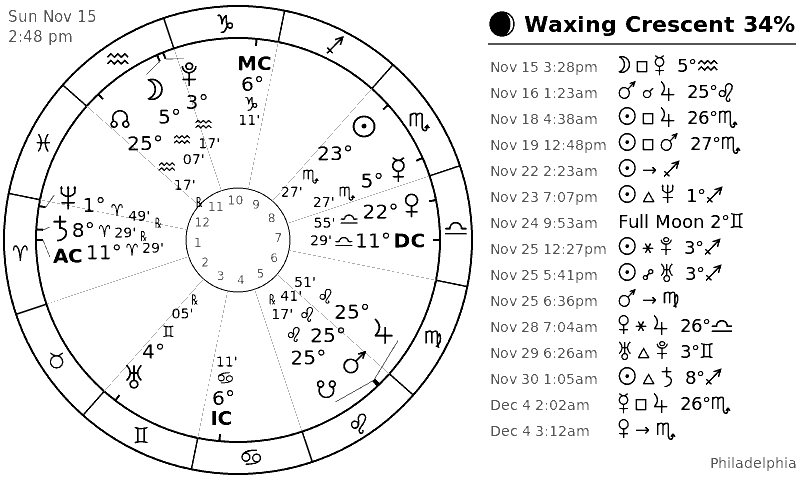 Sun Nov 15
2:48 pm
Waxing Crescent 34%
Nov 15 3:28pm ☽ □ ☿ 5°♒
Nov 16 1:23am ♂ ☌ ♃ 25°♌
Nov 18 4:38am ☉ □ ♃ 26°♏
Nov 19 12:48pm ☉ □ ♂ 27°♏
Nov 22 2:23am ☉ → ♐
Nov 23 7:07pm ☉ △ ♆ 1°♐
Nov 24 9:53am Full Moon 2°♊
Nov 25 12:27pm ☉ ⚹ ♇ 3°♐
Nov 25 5:41pm ☉ ☍ ♅ 3°♐
Nov 25 6:36pm ♂ → ♍
Nov 28 7:04am ♀ ⚹ ♃ 26°♎
Nov 29 6:26am ♅ △ ♇ 3°♊
Nov 30 1:05am ☉ △ ♄ 8°♐
Dec 4 2:02am ☿ □ ♃ 26°♏
Dec 4 3:12am ♀ → ♏
Philadelphia
♑
♐
♏
♎
♍
♌
♋
♊
♉
♈
♓
♒
MC
6°
♑
11'
☽ 5° ♒ 07'
♇ 3° ♒ 17'
☊ 25° ♒ 17' ℞
☉ 23° ♏ 27'
☿ 5° ♏ 27'
♀ 22° ♎ 55'
DC 11° ♎ 29'
♆ 1° ♈ 49' ℞
♄ 8° ♈ 29' ℞
AC 11° ♈ 29'
♅ 4° ♊ 05' ℞
11'
♋
6°
IC
♃ 25° ♌ 51'
♂ 25° ♌ 41'
☋ 25° ♌ 17' ℞
1
2
3
4
5
6
7
8
9
10
11
12